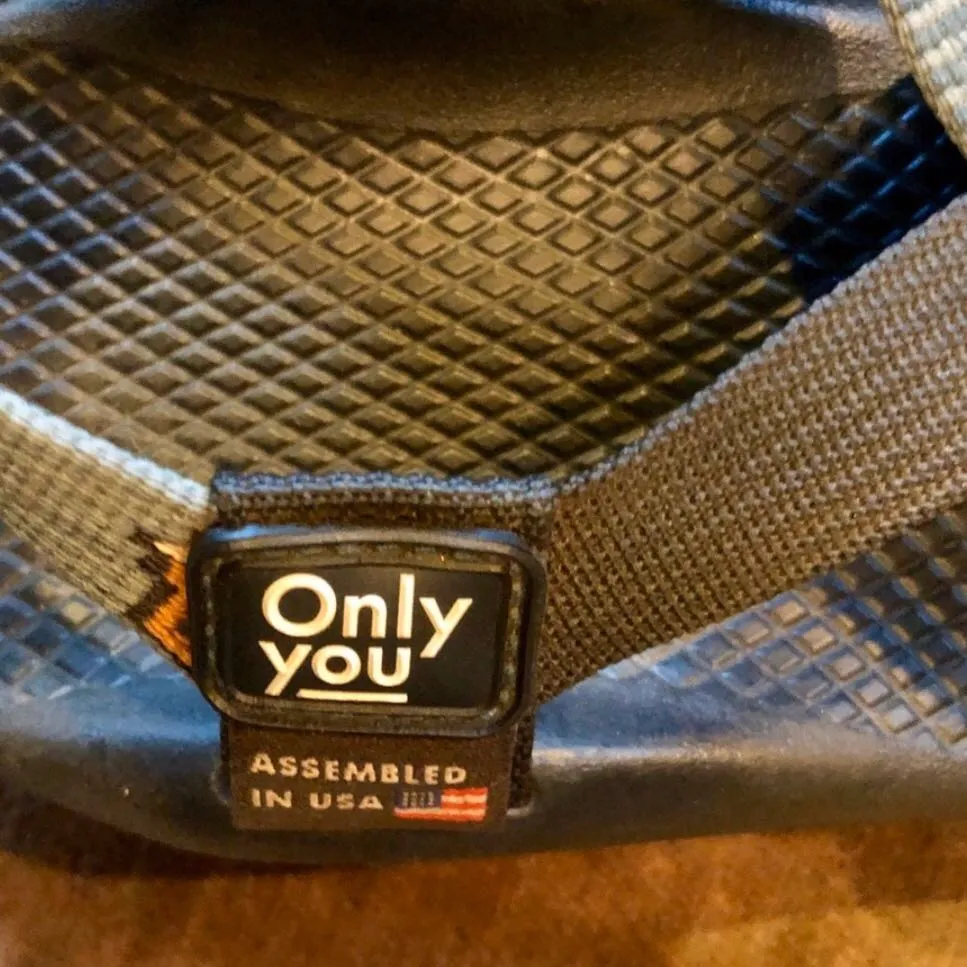 Only
you
ASSEMBLED
IN USA